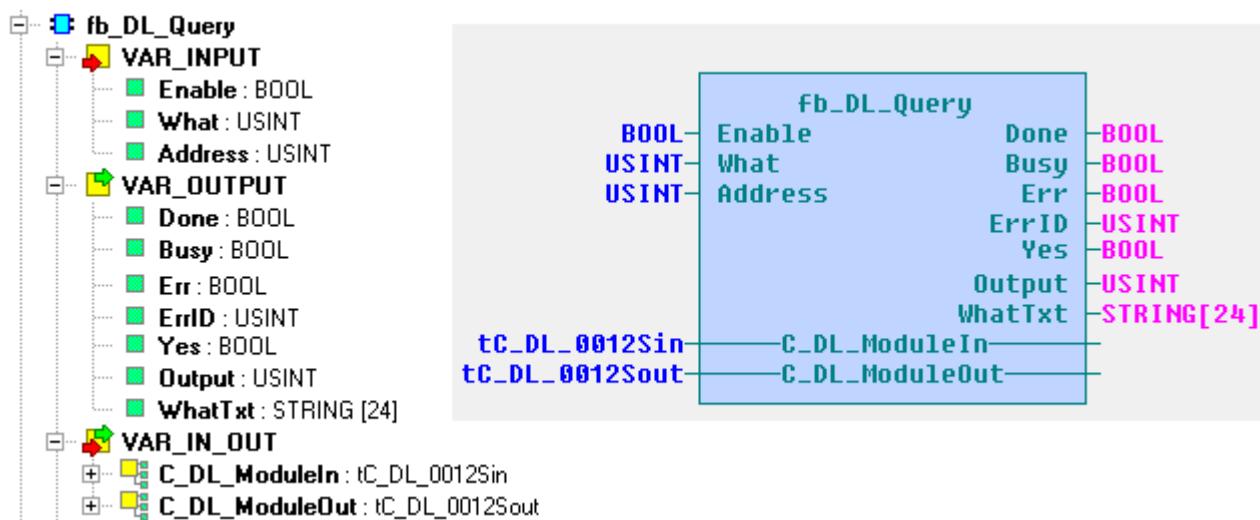 fb_DL_Query
VAR_INPUT
Enable : BOOL
What : USINT
Address : USINT
VAR_OUTPUT
Done : BOOL
Busy : BOOL
Err : BOOL
ErrID : USINT
Yes : BOOL
Output : USINT
WhatTxt : STRING [24]
VAR_IN_OUT
C_DL_ModuleIn : tC_DL_0012Sin
C_DL_ModuleOut : tC_DL_0012Sout
fb_DL_Query
BOOL Enable Done BOOL
USINT What Busy BOOL
USINT Address Err BOOL
ErrID USINT
Yes BOOL
Output USINT
WhatTxt STRING[24]
tC_DL_0012Sin C_DL_ModuleIn
tC_DL_0012Sout C_DL_ModuleOut